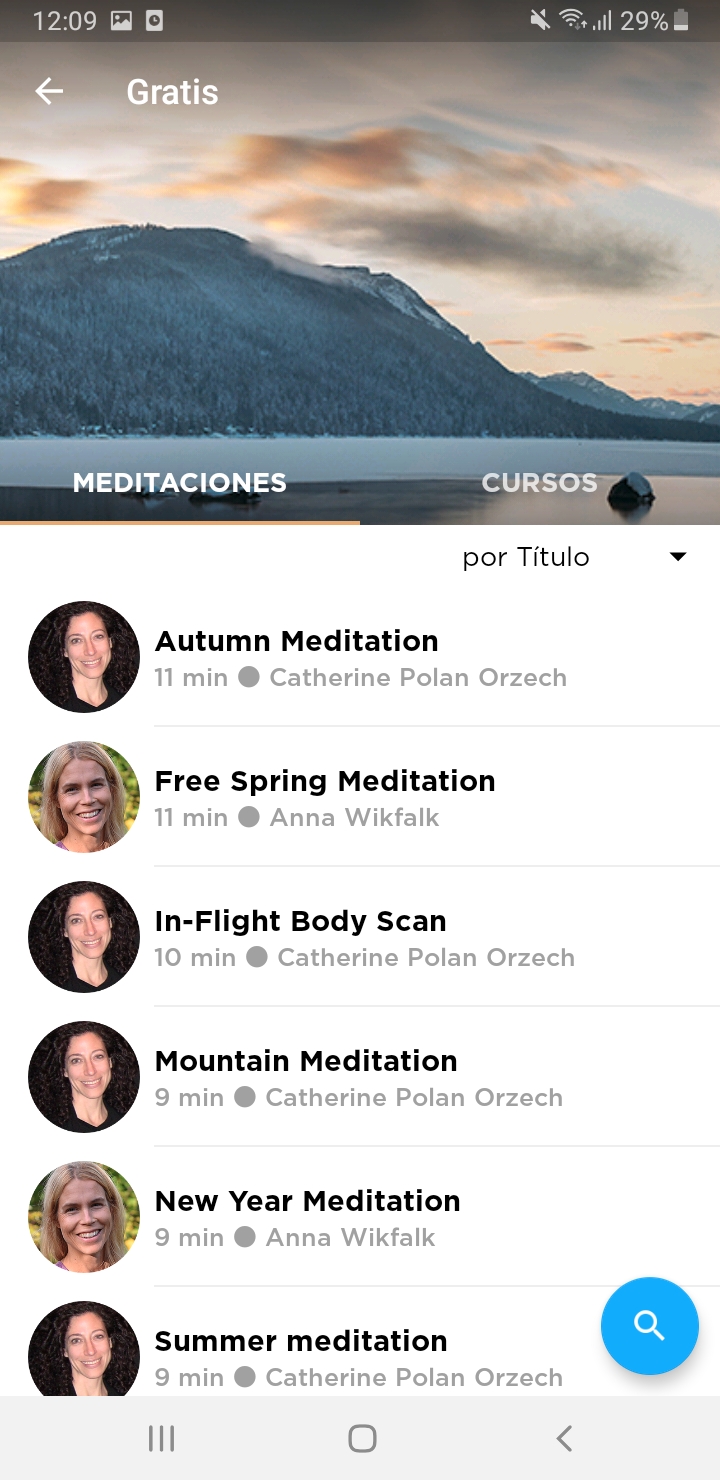 12:09
29%
Gratis
MEDITACIONES
CURSOS
por Título
Autumn Meditation
11 min ● Catherine Polan Orzech
Free Spring Meditation
11 min ● Anna Wikfalk
In-Flight Body Scan
10 min ● Catherine Polan Orzech
Mountain Meditation
9 min ● Catherine Polan Orzech
New Year Meditation
9 min ● Anna Wikfalk
Summer meditation
9 min ● Catherine Polan Orzech